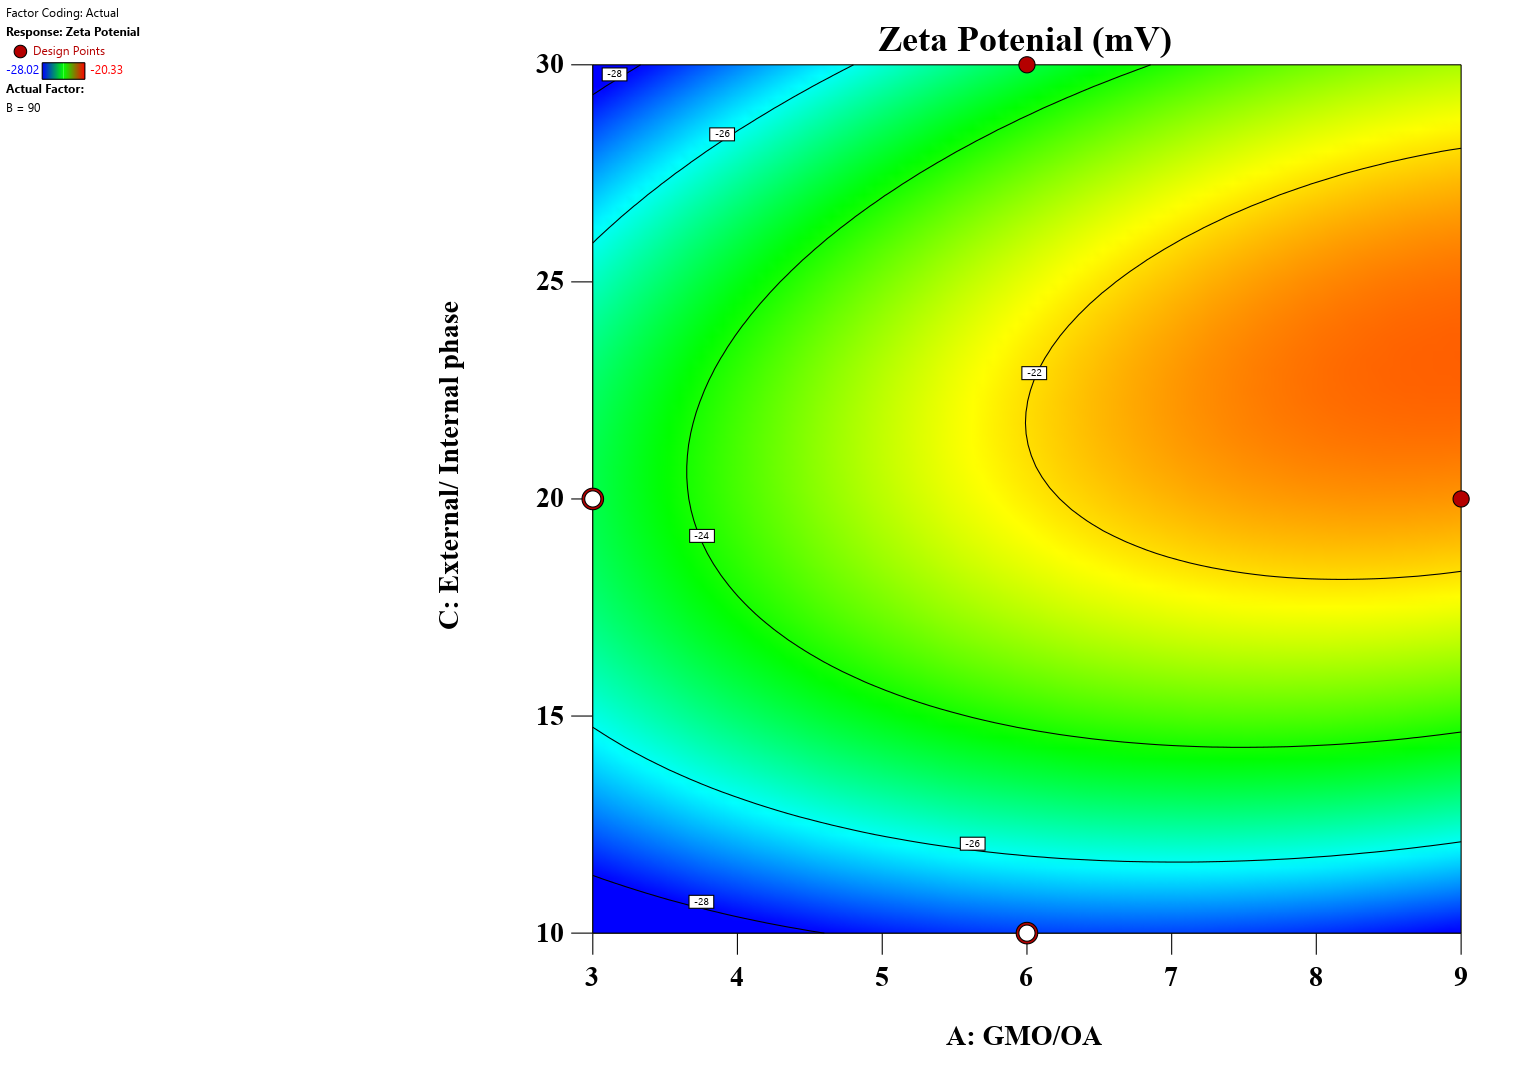 Factor Coding: Actual
Response: Zeta Potenial
Design Points
-28.02 -20.33
Actual Factor:
B = 90
Zeta Potenial (mV)
30
25
20
15
10
C: External/ Internal phase
-28
-26
-22
-24
-26
-28
3 4 5 6 7 8 9
A: GMO/OA